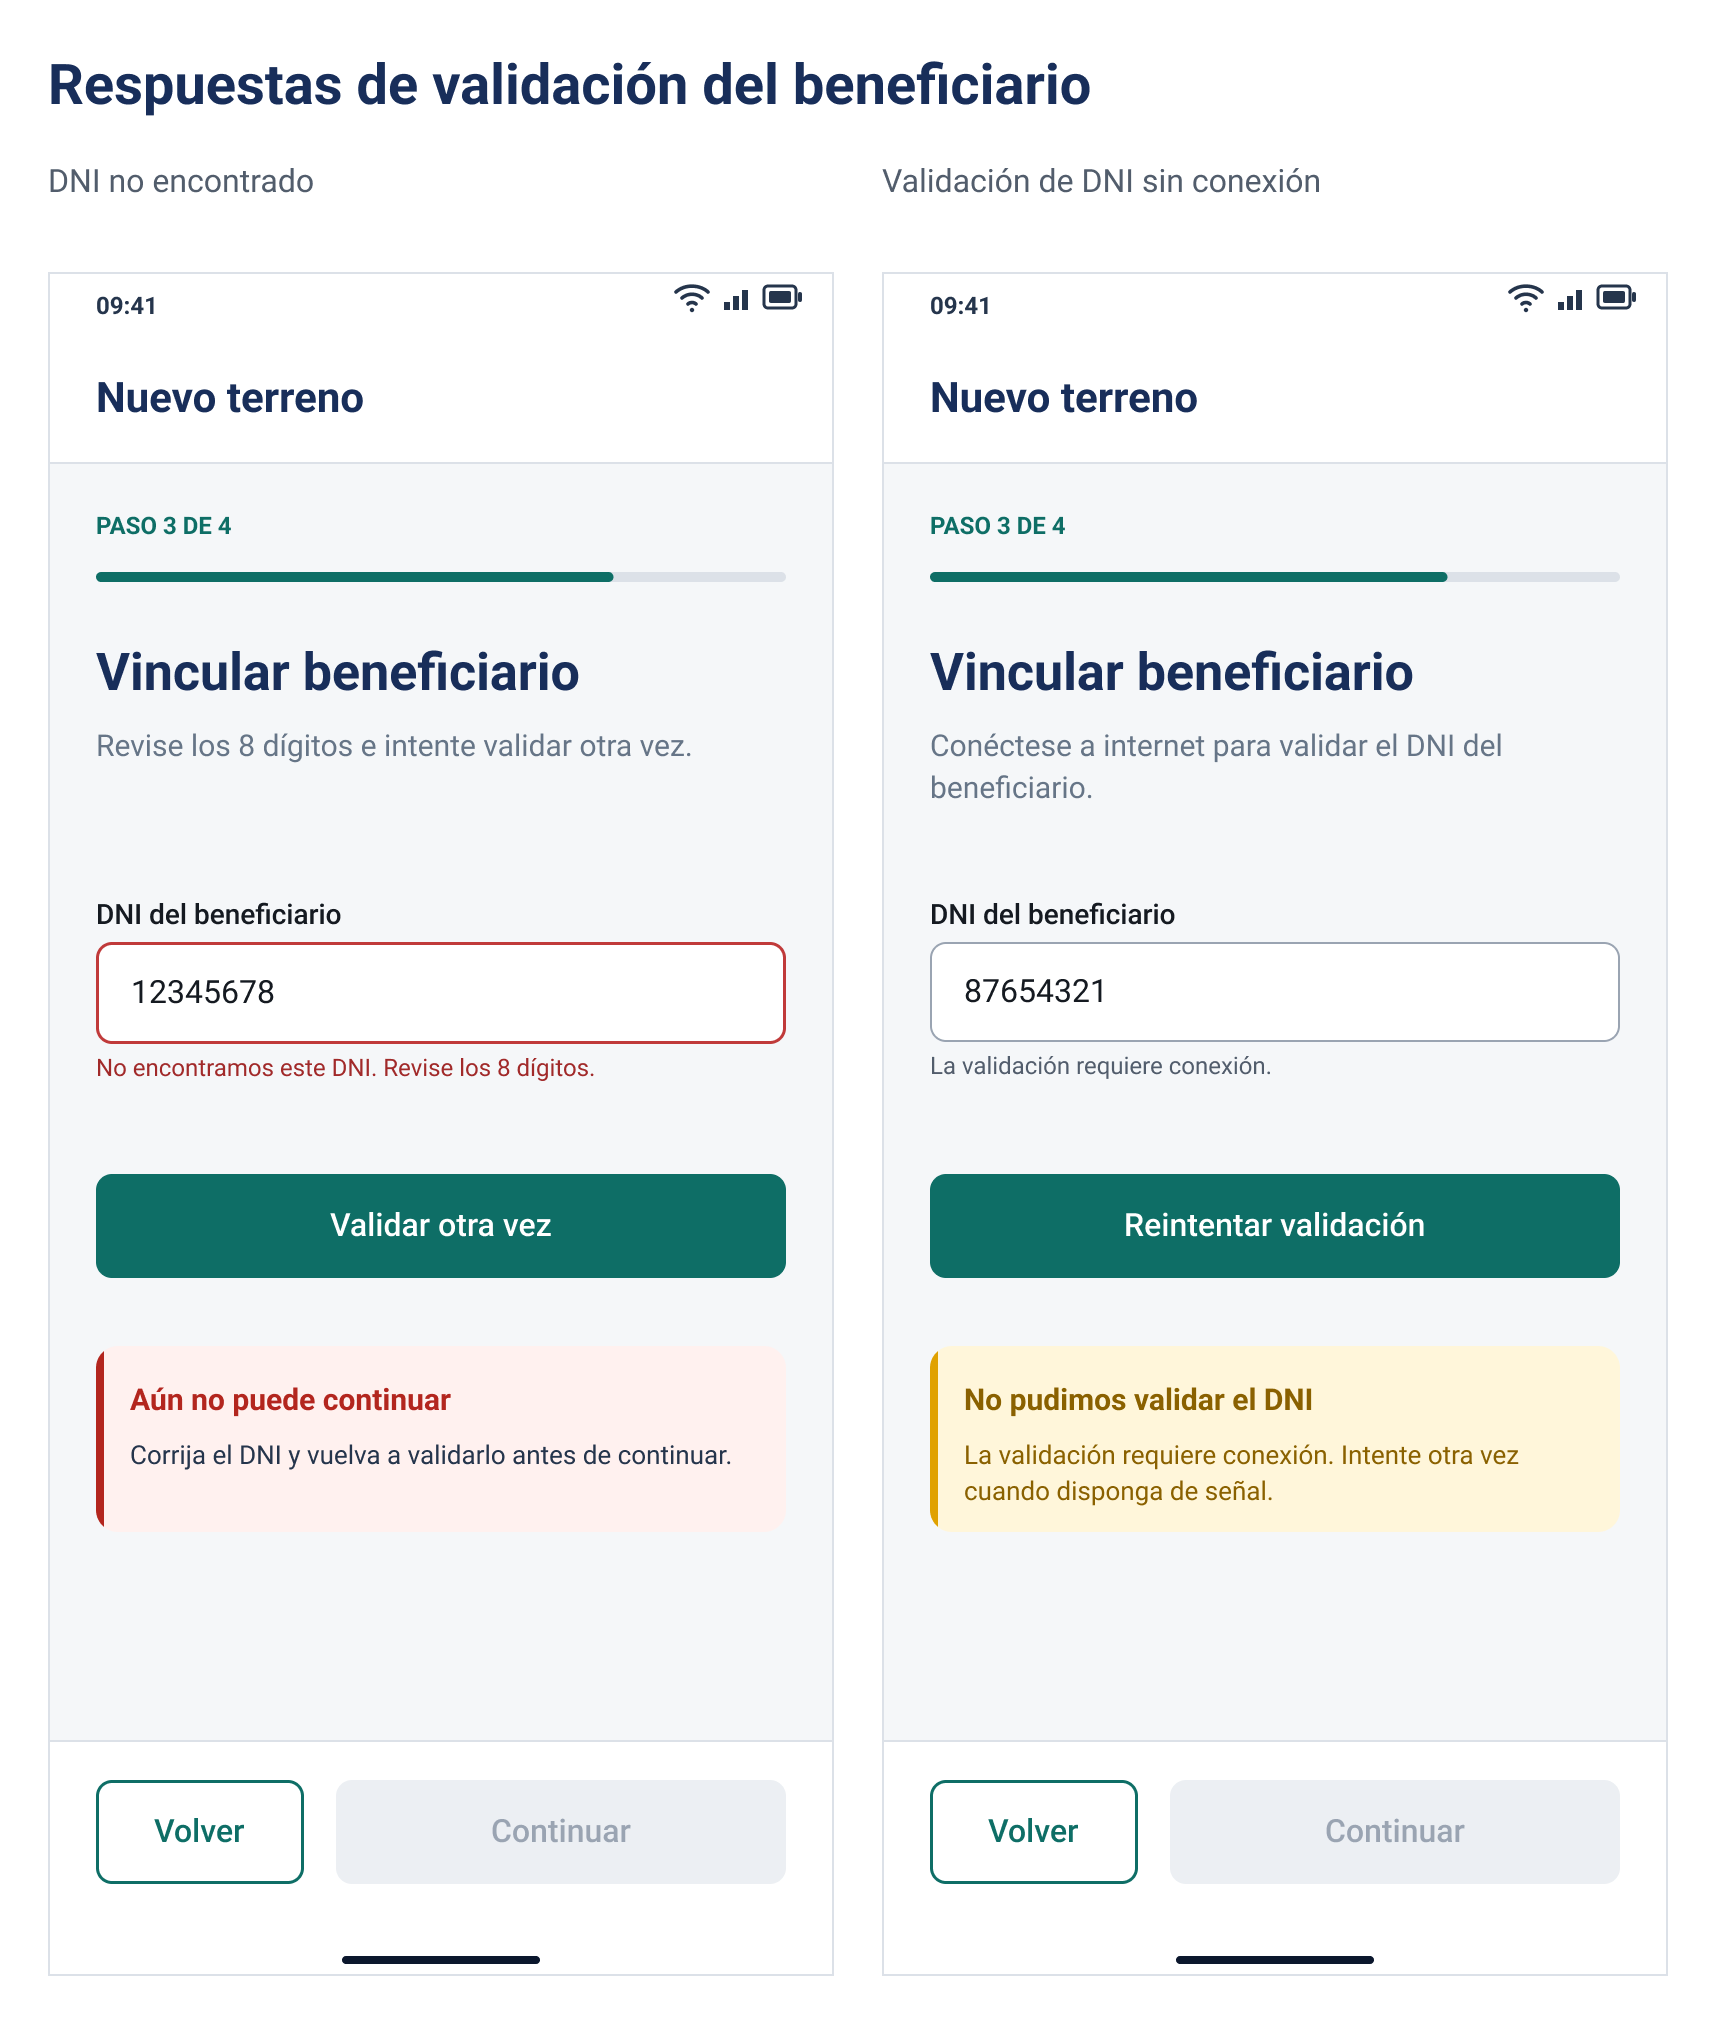 Respuestas de validación del beneficiario
DNI no encontrado
09:41
Nuevo terreno
PASO 3 DE 4
Vincular beneficiario
Revise los 8 dígitos e intente validar otra vez.
DNI del beneficiario
12345678
No encontramos este DNI. Revise los 8 dígitos.
Validar otra vez
Aún no puede continuar
Corrija el DNI y vuelva a validarlo antes de continuar.
Volver
Continuar
Validación de DNI sin conexión
09:41
Nuevo terreno
PASO 3 DE 4
Vincular beneficiario
Conéctese a internet para validar el DNI del
beneficiario.
DNI del beneficiario
87654321
La validación requiere conexión.
Reintentar validación
No pudimos validar el DNI
La validación requiere conexión. Intente otra vez
cuando disponga de señal.
Volver
Continuar